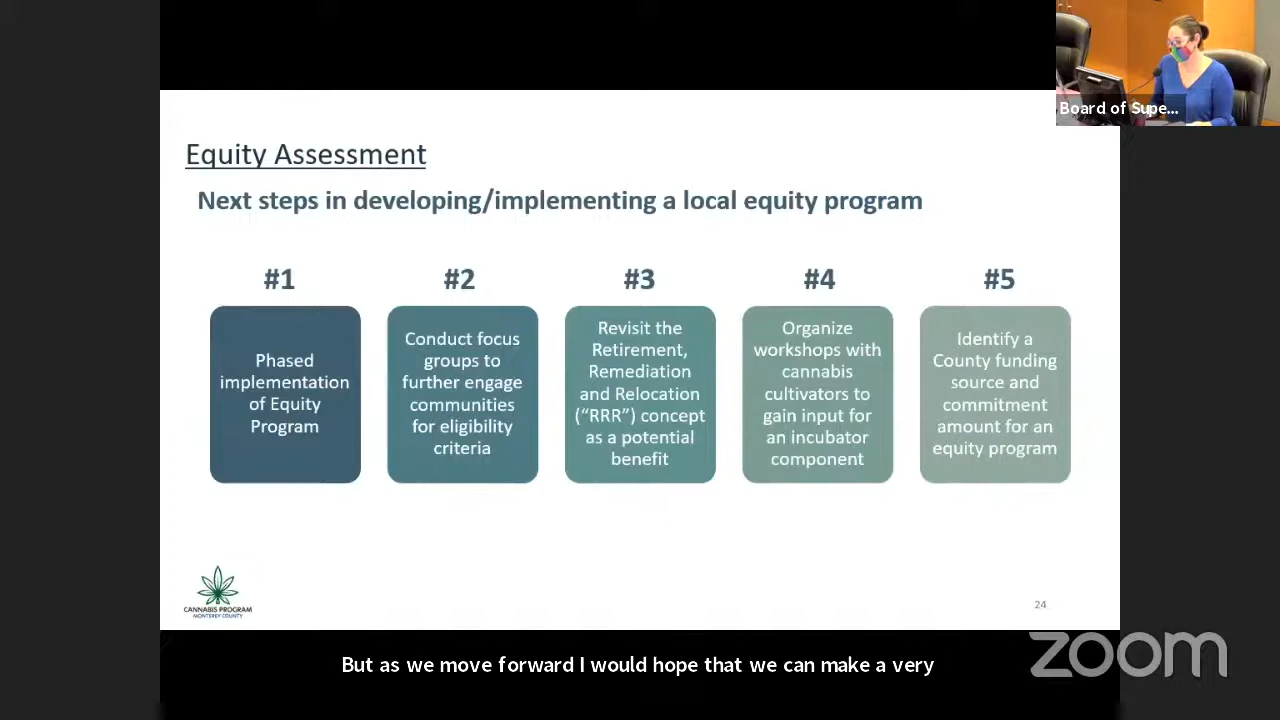 Board of Supe...
Equity Assessment
Next steps in developing/implementing a local equity program
#1
Phased
implementation
of Equity
Program
#2
Conduct focus
groups to
further engage
communities
for eligibility
criteria
#3
Revisit the
Retirement,
Remediation
and Relocation
(“RRR”) concept
as a potential
benefit
#4
Organize
workshops with
cannabis
cultivators to
gain input for
an incubator
component
#5
Identify a
County funding
source and
commitment
amount for an
equity program
CANNABIS PROGRAM
MONTEREY COUNTY
24
But as we move forward I would hope that we can make a very
zoom